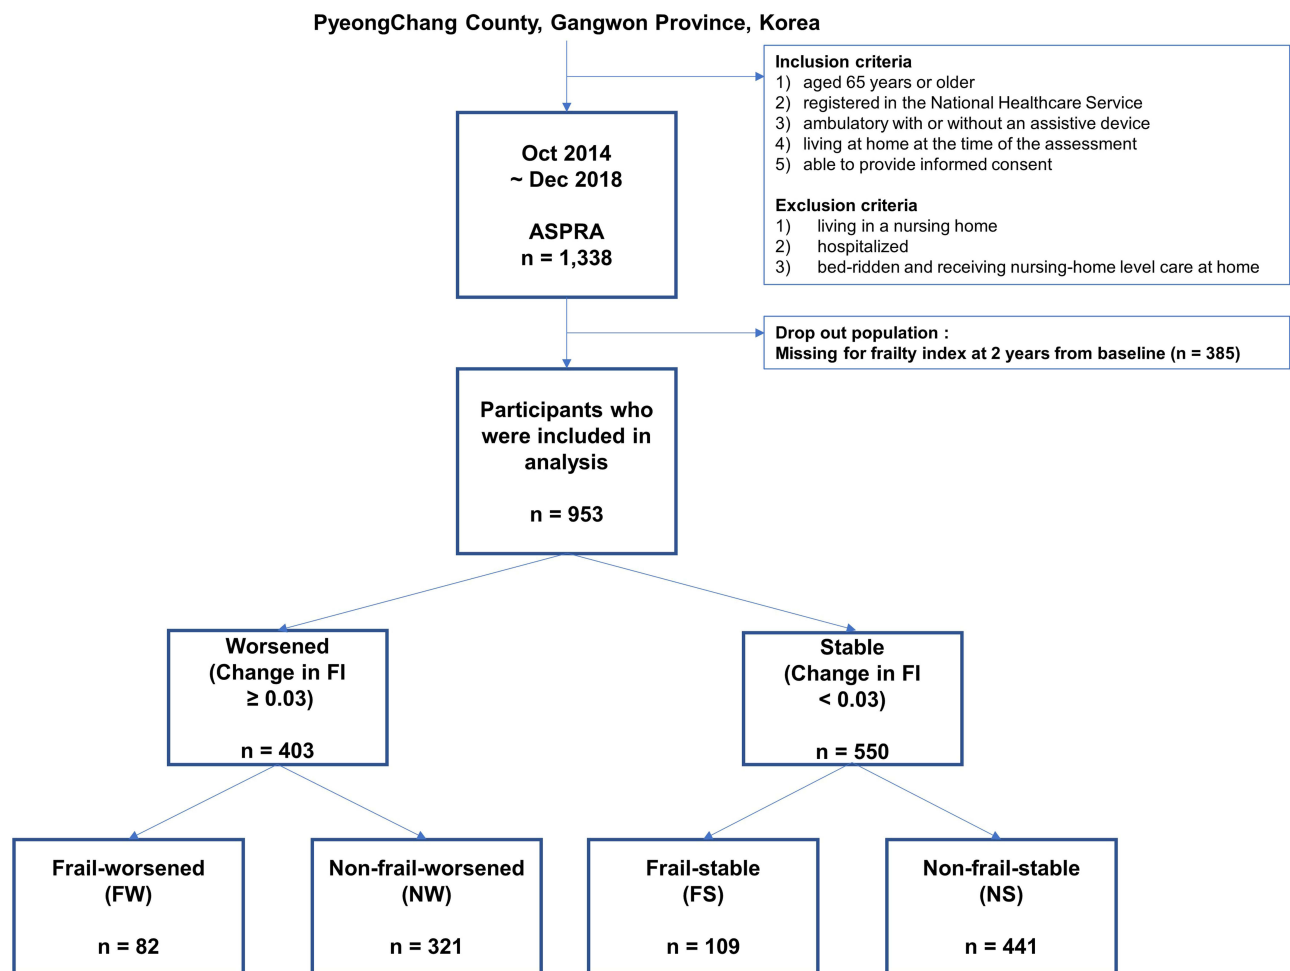 PyeongChang County, Gangwon Province, Korea
Inclusion criteria
1) aged 65 years or older
2) registered in the National Healthcare Service
3) ambulatory with or without an assistive device
4) living at home at the time of the assessment
5) able to provide informed consent
Exclusion criteria
1) living in a nursing home
2) hospitalized
3) bed-ridden and receiving nursing-home level care at home
Oct 2014
~ Dec 2018
ASPRA
n = 1,338
Drop out population :
Missing for frailty index at 2 years from baseline (n = 385)
Participants who
were included in
analysis
n = 953
Worsened
(Change in FI
≥ 0.03)
n = 403
Stable
(Change in FI
< 0.03)
n = 550
Frail-worsened
(FW)
n = 82
Non-frail-worsened
(NW)
n = 321
Frail-stable
(FS)
n = 109
Non-frail-stable
(NS)
n = 441